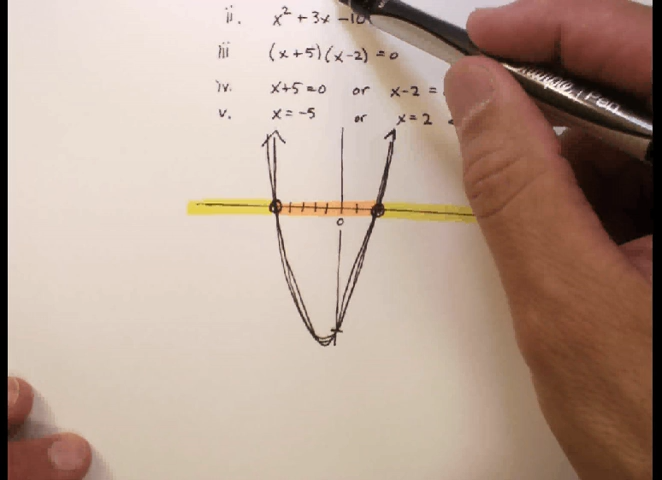 ii. x² + 3x - 10
iii (x+5)(x-2) = 0
iv. x+5=0 or x-2 =
v. x=-5 or x=2
0